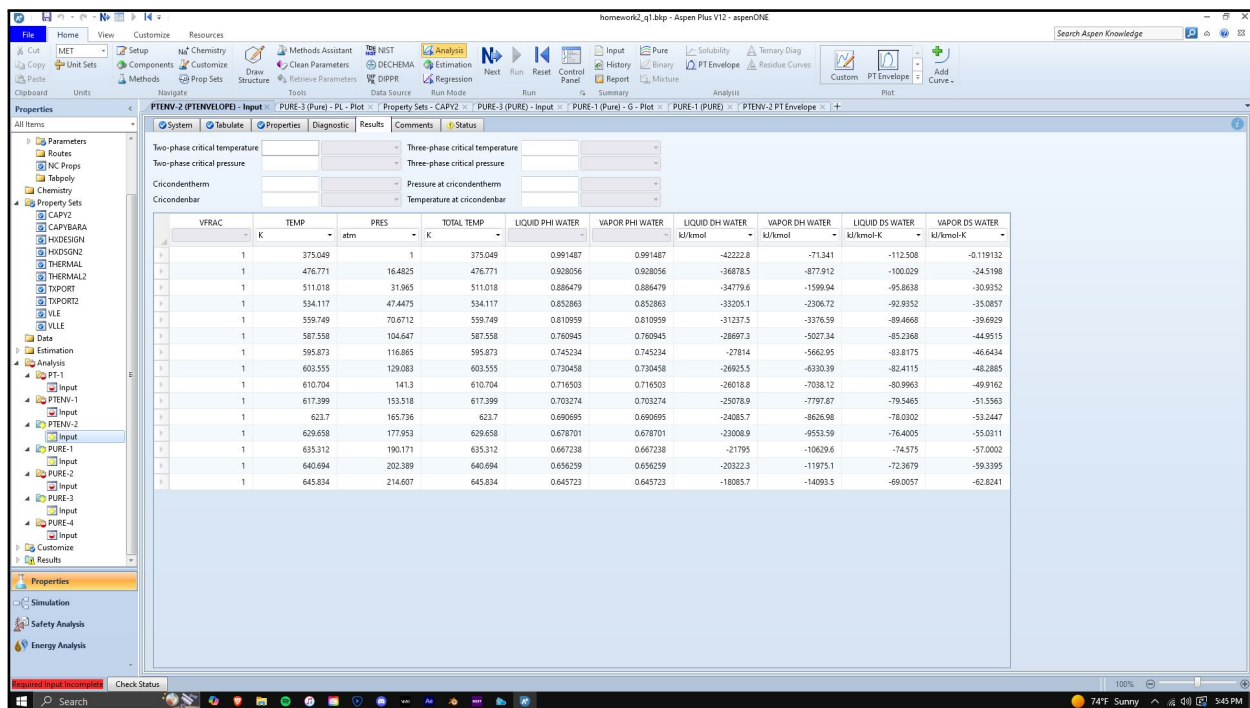 homework2_q1.bkp - Aspen Plus V12 - aspenONE
File Home View Customize Resources Search Aspen Knowledge
Cut MET Setup Chemistry Methods Assistant NIST Analysis Input Pure Solubility Ternary Diag
Copy Unit Sets Components Customize Draw Structure Clean Parameters DECHEMA Estimation Next Run Reset Control Panel History Binary PT Envelope Residue Curves Custom PT Envelope Add Curve
Paste Methods Prop Sets Retrieve Parameters DIPPR Regression Report Mixture
Clipboard Units Navigate Tools Data Source Run Mode Run Summary Analysis Plot
Properties
All Items
Parameters
Routes
NC Props
Tabpoly
Chemistry
Property Sets
CAPY2
CAPYBARA
HXDESIGN
HXDSGN2
THERMAL
THERMAL2
TXPORT
TXPORT2
VLE
VLLE
Data
Estimation
Analysis
PT-1
Input
PTENV-1
Input
PTENV-2
Input
PURE-1
Input
PURE-2
Input
PURE-3
Input
PURE-4
Input
Customize
Results
Properties
Simulation
Safety Analysis
Energy Analysis
PTENV-2 (PTENVELOPE) - Input PURE-3 (Pure) - PL - Plot Property Sets - CAPY2 PURE-3 (PURE) - Input PURE-1 (Pure) - G - Plot PURE-1 (PURE) PTENV-2 PT Envelope +
System Tabulate Properties Diagnostic Results Comments Status
Two-phase critical temperature Three-phase critical temperature
Two-phase critical pressure Three-phase critical pressure
Cricondentherm Pressure at cricondentherm
Cricondenbar Temperature at cricondenbar
VFRAC TEMP PRES TOTAL TEMP LIQUID PHI WATER VAPOR PHI WATER LIQUID DH WATER VAPOR DH WATER LIQUID DS WATER VAPOR DS WATER
K atm K kJ/kmol kJ/kmol kJ/kmol-K kJ/kmol-K
1 375.049 1 375.049 0.991487 0.991487 -42222.8 -71.341 -112.508 -0.119132
1 476.771 16.4825 476.771 0.928056 0.928056 -36878.5 -877.912 -100.029 -24.5198
1 511.018 31.965 511.018 0.886479 0.886479 -34779.6 -1599.94 -95.8638 -30.9352
1 534.117 47.4475 534.117 0.852863 0.852863 -33205.1 -2306.72 -92.9352 -35.0857
1 559.749 70.6712 559.749 0.810959 0.810959 -31237.5 -3376.59 -89.4668 -39.6929
1 587.558 104.647 587.558 0.760945 0.760945 -28697.3 -5027.34 -85.2368 -44.9515
1 595.873 116.865 595.873 0.745234 0.745234 -27814 -5662.95 -83.8175 -46.6434
1 603.555 129.083 603.555 0.730458 0.730458 -26925.5 -6330.39 -82.4115 -48.2885
1 610.704 141.3 610.704 0.716503 0.716503 -26018.8 -7038.12 -80.9963 -49.9162
1 617.399 153.518 617.399 0.703274 0.703274 -25078.9 -7797.87 -79.5465 -51.5563
1 623.7 165.736 623.7 0.690695 0.690695 -24085.7 -8626.98 -78.0302 -53.2447
1 629.658 177.953 629.658 0.678701 0.678701 -23008.9 -9553.59 -76.4005 -55.0311
1 635.312 190.171 635.312 0.667238 0.667238 -21795 -10629.6 -74.575 -57.0002
1 640.694 202.389 640.694 0.656259 0.656259 -20322.3 -11975.1 -72.3679 -59.3395
1 645.834 214.607 645.834 0.645723 0.645723 -18085.7 -14093.5 -69.0057 -62.8241
Required Input Incomplete Check Status 100%
Search 74°F Sunny 5:45 PM